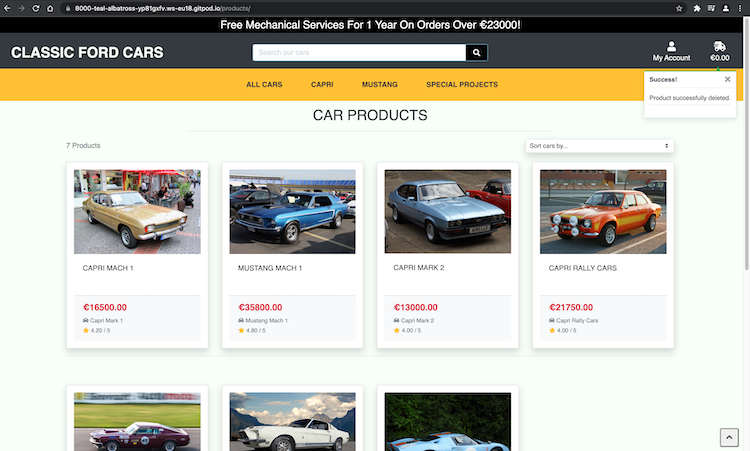 8000-teal-albatross-yp81gxfv.ws-eu18.gitpod.io/products/
Free Mechanical Services For 1 Year On Orders Over €23000!
CLASSIC FORD CARS
Search our cars
My Account
€0.00
ALL CARS
CAPRI
MUSTANG
SPECIAL PROJECTS
Success!
×
Product successfully deleted.
CAR PRODUCTS
7 Products
Sort cars by...
CAPRI MACH 1
MUSTANG MACH 1
CAPRI MARK 2
CAPRI RALLY CARS
€16500.00
€35800.00
€13000.00
€21750.00
Capri Mark 1
Mustang Mach 1
Capri Mark 2
Capri Rally Cars
4.20 / 5
4.80 / 5
4.00 / 5
4.00 / 5